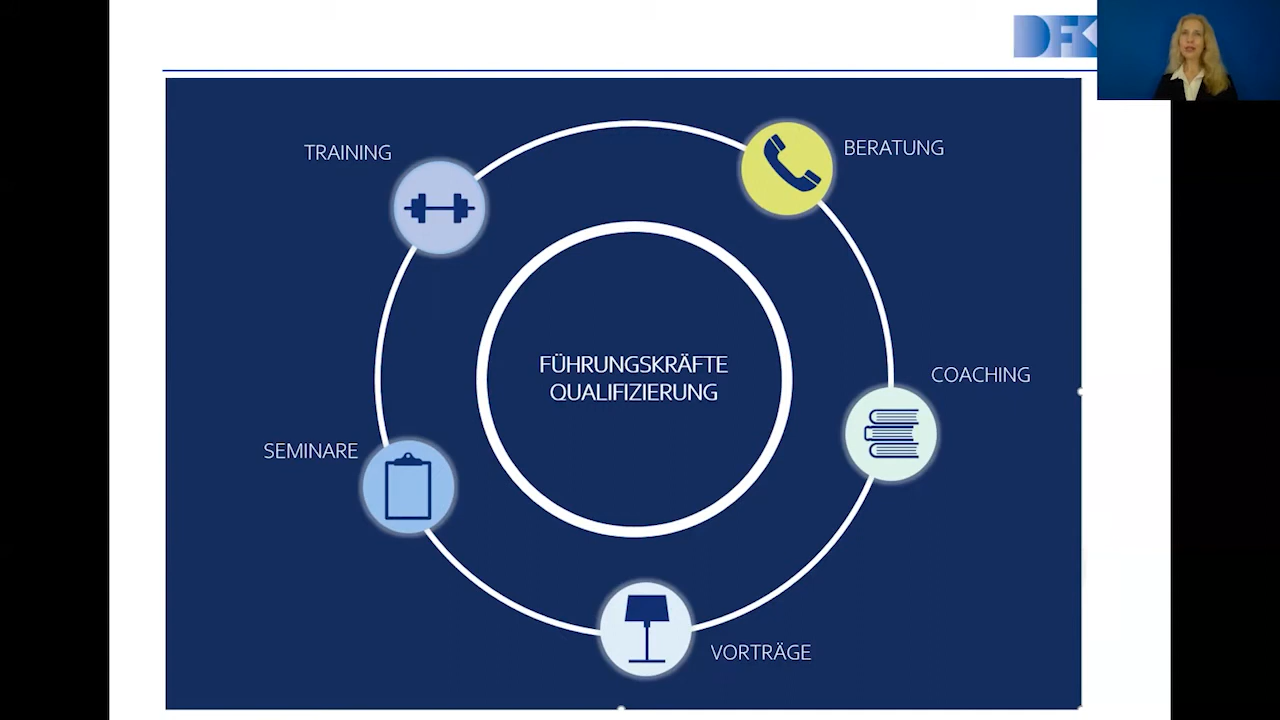 DFK
TRAINING
BERATUNG
FÜHRUNGSKRÄFTE
QUALIFIZIERUNG
COACHING
SEMINARE
VORTRÄGE